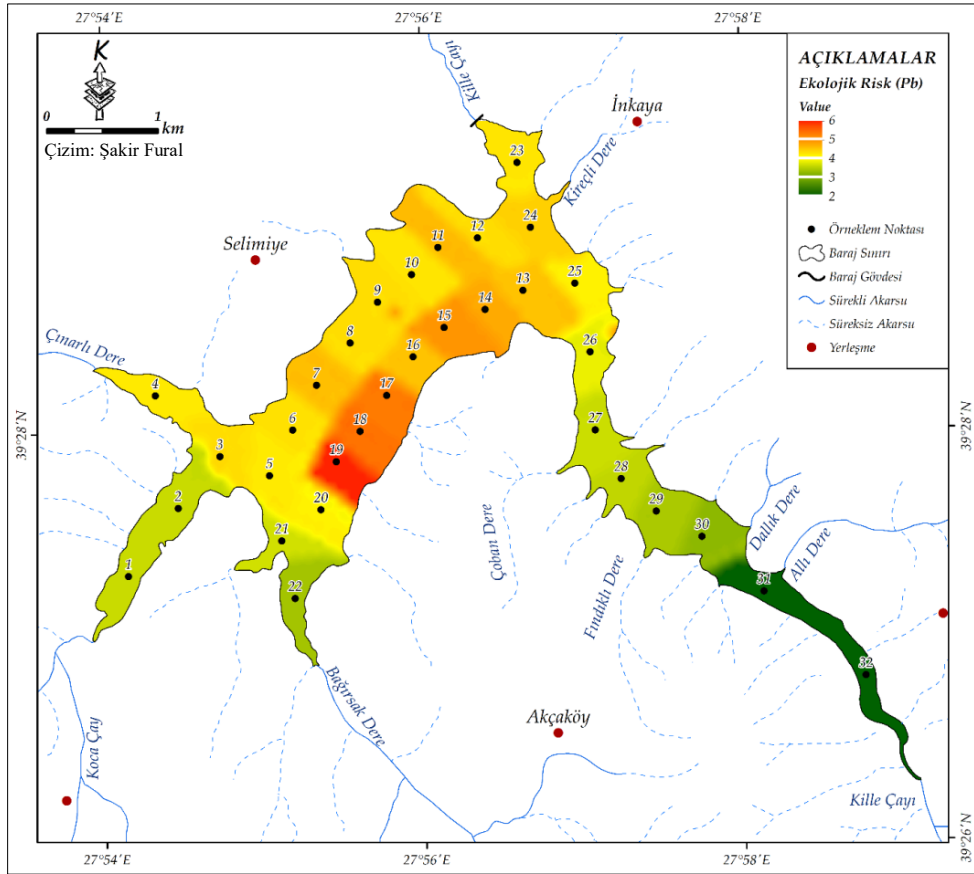 27°54'E
27°56'E
27°58'E
K
0 1
km
Çizim: Şakir Fural
Kille Çayı
İnkaya
Kireçli Dere
Selimiye
Çınarlı Dere
AÇIKLAMALAR
Ekolojik Risk (Pb)
Value
6
5
4
3
2
Örneklem Noktası
Baraj Sınırı
Baraj Gövdesi
Sürekli Akarsu
Süreksiz Akarsu
Yerleşme
23
24
12
11
10
25
13
14
9
15
8
16
26
7
17
4
6
18
27
3
19
5
28
2
20
29
21
30
1
22
31
32
39°28'N
39°28'N
Çoban Dere
Fındıklı Dere
Dallık Dere
Allı Dere
Bağırsak Dere
Akçaköy
Koca Çay
Kille Çayı
39°26'N
27°54'E
27°56'E
27°58'E